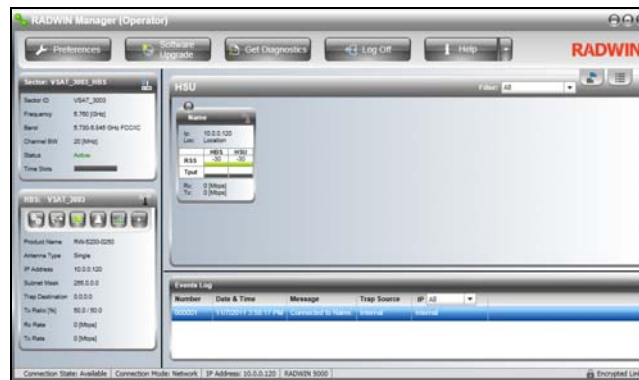 RADWIN Manager (Operator)
Preferences
Software Upgrade
Get Diagnostics
Log Off
Help
RADWIN
Sector: VSAT_3003_HBS
Sector ID VSAT_3003
Frequency 5.760 [GHz]
Band 5.730-5.845 GHz FCC/IC
Channel BW 20 [MHz]
Status Active
Time Slots
HBS: VSAT_3003
Product Name RW-5200-0250
Antenna Type Single
IP Address 10.0.0.120
Subnet Mask 255.0.0.0
Trap Destination 0.0.0.0
Tx Ratio [%] 50.0 / 50.0
Rx Rate 0 [Mbps]
Tx Rate 0 [Mbps]
HSU
Filter: All
Name
Ip: 10.0.0.120
Loc: Location
HBS HSU
RSS -30 -30
Tput
Rx: 0 [Mbps]
Tx: 0 [Mbps]
Events Log
Number Date & Time Message Trap Source IP All
000001 11/7/2011 3:58:17 PM Connected to Name Internal Internal
Connection State: Available Connection Mode: Network IP Address: 10.0.0.120 RADWIN 5000 Encrypted Link